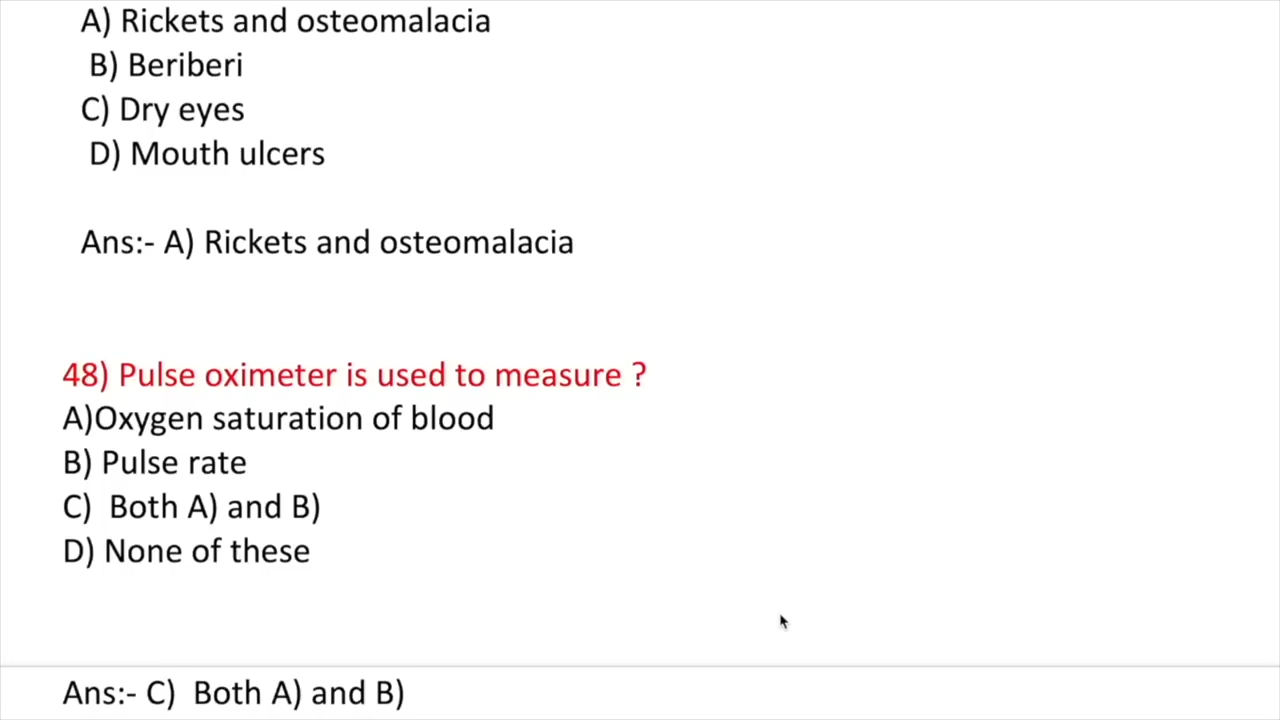 A) Rickets and osteomalacia
B) Beriberi
C) Dry eyes
D) Mouth ulcers
Ans:- A) Rickets and osteomalacia
48) Pulse oximeter is used to measure ?
A)Oxygen saturation of blood
B) Pulse rate
C)  Both A) and B)
D) None of these
Ans:- C)  Both A) and B)